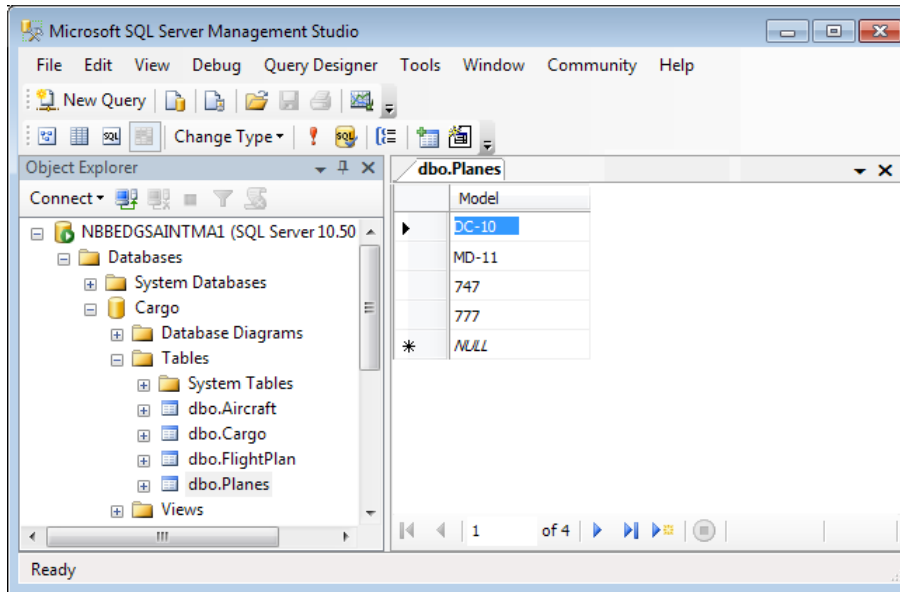 Microsoft SQL Server Management Studio
File Edit View Debug Query Designer Tools Window Community Help
New Query
SQL Change Type SQL
Object Explorer
Connect
NBBEDGSAINTMA1 (SQL Server 10.50
Databases
System Databases
Cargo
Database Diagrams
Tables
System Tables
dbo.Aircraft
dbo.Cargo
dbo.FlightPlan
dbo.Planes
Views
dbo.Planes
Model
DC-10
MD-11
747
777
NULL
1 of 4
Ready